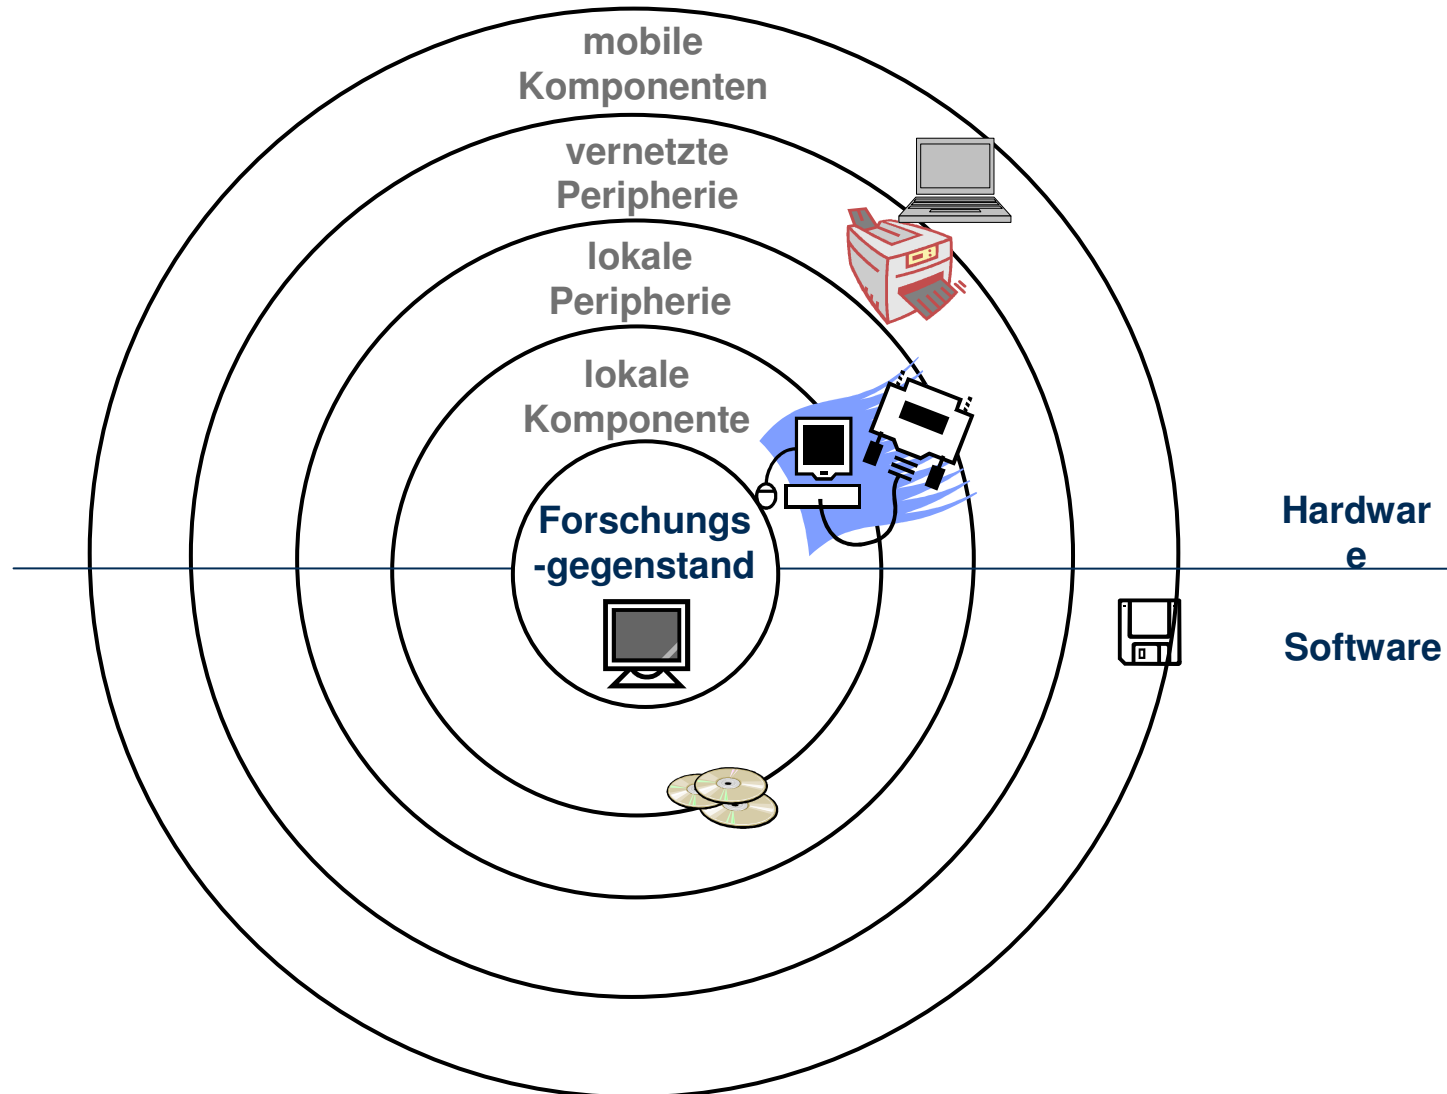 mobile
Komponenten
vernetzte
Peripherie
lokale
Peripherie
lokale
Komponente
Forschungs
-gegenstand
Hardwar
e
Software